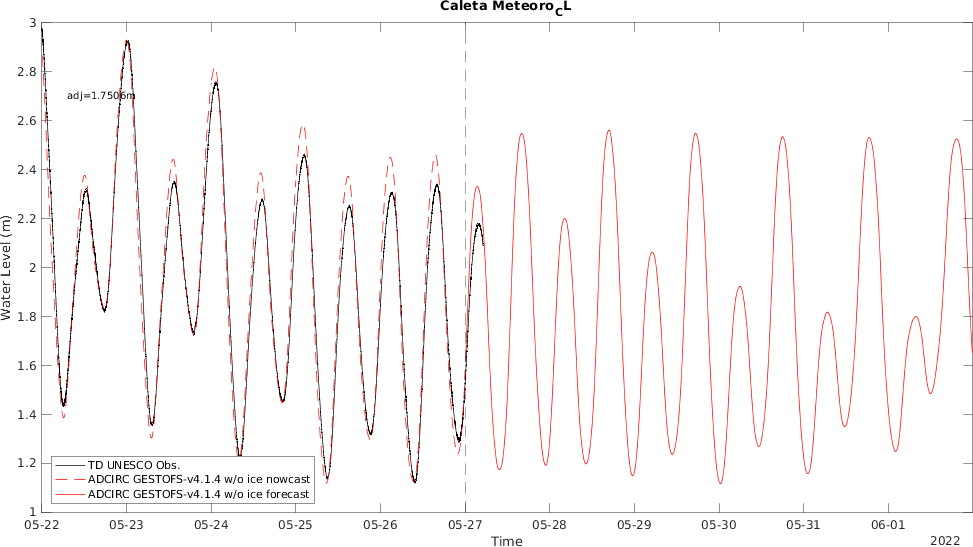 Caleta Meteoro_CL
adj=1.7506m
Water Level (m)
3
2.8
2.6
2.4
2.2
2
1.8
1.6
1.4
1.2
1
TD UNESCO Obs.
ADCIRC GESTOFS-v4.1.4 w/o ice nowcast
ADCIRC GESTOFS-v4.1.4 w/o ice forecast
05-22 05-23 05-24 05-25 05-26 05-27 05-28 05-29 05-30 05-31 06-01
Time
2022